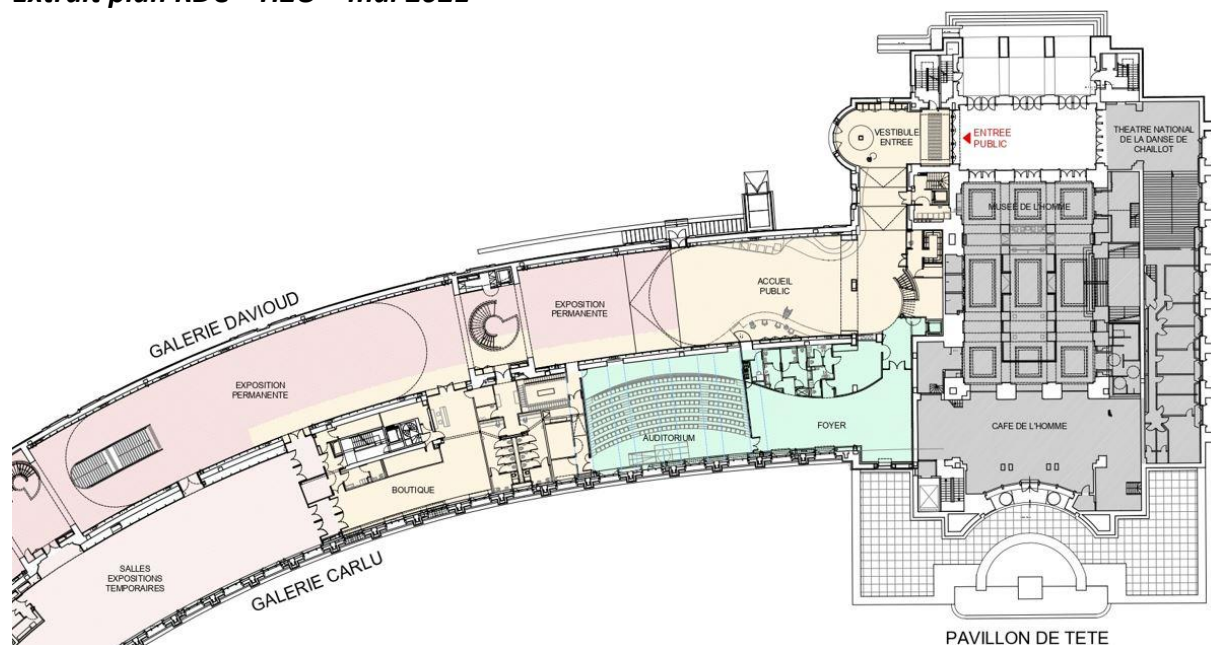 VESTIBULE
ENTREE
ENTREE
PUBLIC
THEATRE NATIONAL
DE LA DANSE DE
CHAILLOT
MUSEE DE L'HOMME
ACCUEIL
PUBLIC
EXPOSITION
PERMANENTE
GALERIE DAVIOUD
EXPOSITION
PERMANENTE
AUDITORIUM
FOYER
CAFE DE L'HOMME
BOUTIQUE
SALLES
EXPOSITIONS
TEMPORAIRES
GALERIE CARLU
PAVILLON DE TETE